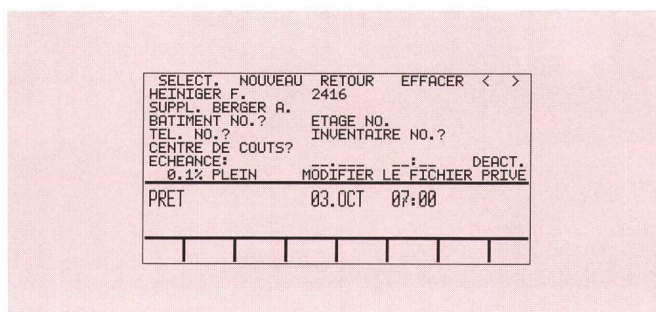 SELECT. NOUVEAU RETOUR EFFACER < >
HEINIGER F. 2416
SUPPL. BERGER A.
BATIMENT NO.? ETAGE NO.
TEL. NO.? INVENTAIRE NO.?
CENTRE DE COUTS?
ECHEANCE: __.___ __:__ DEACT.
0.1% PLEIN MODIFIER LE FICHIER PRIVE
PRET 03.OCT 07:00